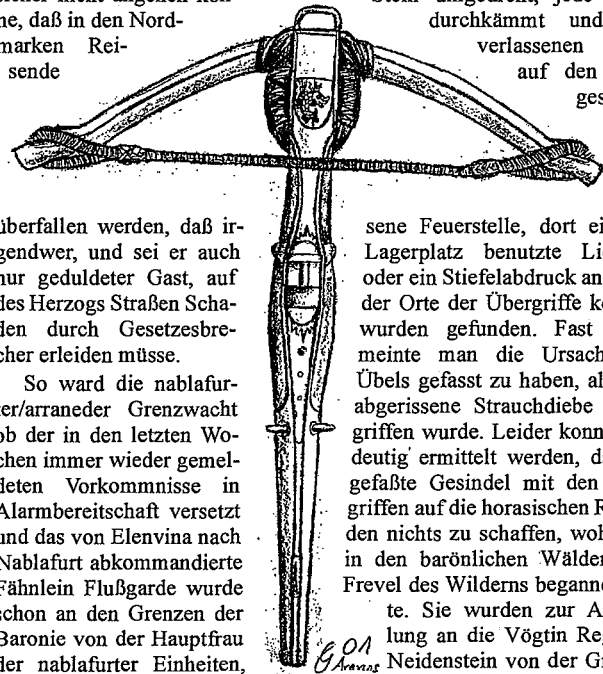 nicht angehen kön-
ne, daß in den Nord-
marken Rei-
sende
überfallen werden, daß ir-
gendwer, und sei er auch
nur geduldeter Gast, auf
des Herzogs Straßen Scha-
den durch Gesetzesbre-
cher erleiden müsse.
So ward die nablafur-
ter/arraneder Grenzwacht
ob der in den letzten Wo-
chen immer wieder gemel-
deten Vorkommnisse in
Alarmbereitschaft versetzt
und das von Elenvina nach
Nablafurt abkommandierte
Fähnlein Flußgarde wurde
schon an den Grenzen der
Baronie von der Hauptfrau
der nablafurter Einheiten,
Stein umgedreht, jede
durchkämmt und
verlassenen
auf den
ges
sene Feuerstelle, dort ei
Lagerplatz benutzte Li
oder ein Stiefelabdruck an
der Orte der Übergriffe k
wurden gefunden. Fast
meinte man die Ursach
Übels gefasst zu haben, al
abgerissene Strauchdiebe
griffen wurde. Leider konn
deutig ermittelt werden, d
gefaßte Gesindel mit den
griffen auf die horasischen R
den nichts zu schaffen, woh
in den barönlichen Wälder
Frevel des Wilderns begann
te. Sie wurden zur A
lung an die Vögtin Re
Neidenstein von der G
01